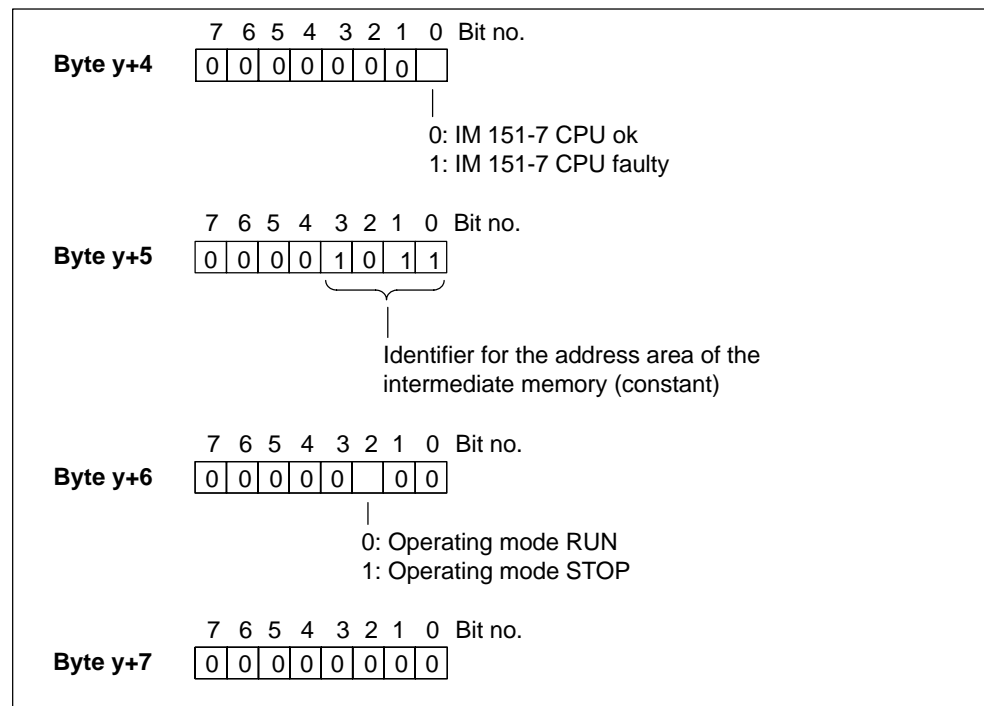 7 6 5 4 3 2 1 0 Bit no.
Byte y+4 0 0 0 0 0 0 0
0: IM 151-7 CPU ok
1: IM 151-7 CPU faulty
7 6 5 4 3 2 1 0 Bit no.
Byte y+5 0 0 0 0 1 0 1 1
Identifier for the address area of the
intermediate memory (constant)
7 6 5 4 3 2 1 0 Bit no.
Byte y+6 0 0 0 0 0 0 0
0: Operating mode RUN
1: Operating mode STOP
7 6 5 4 3 2 1 0 Bit no.
Byte y+7 0 0 0 0 0 0 0 0